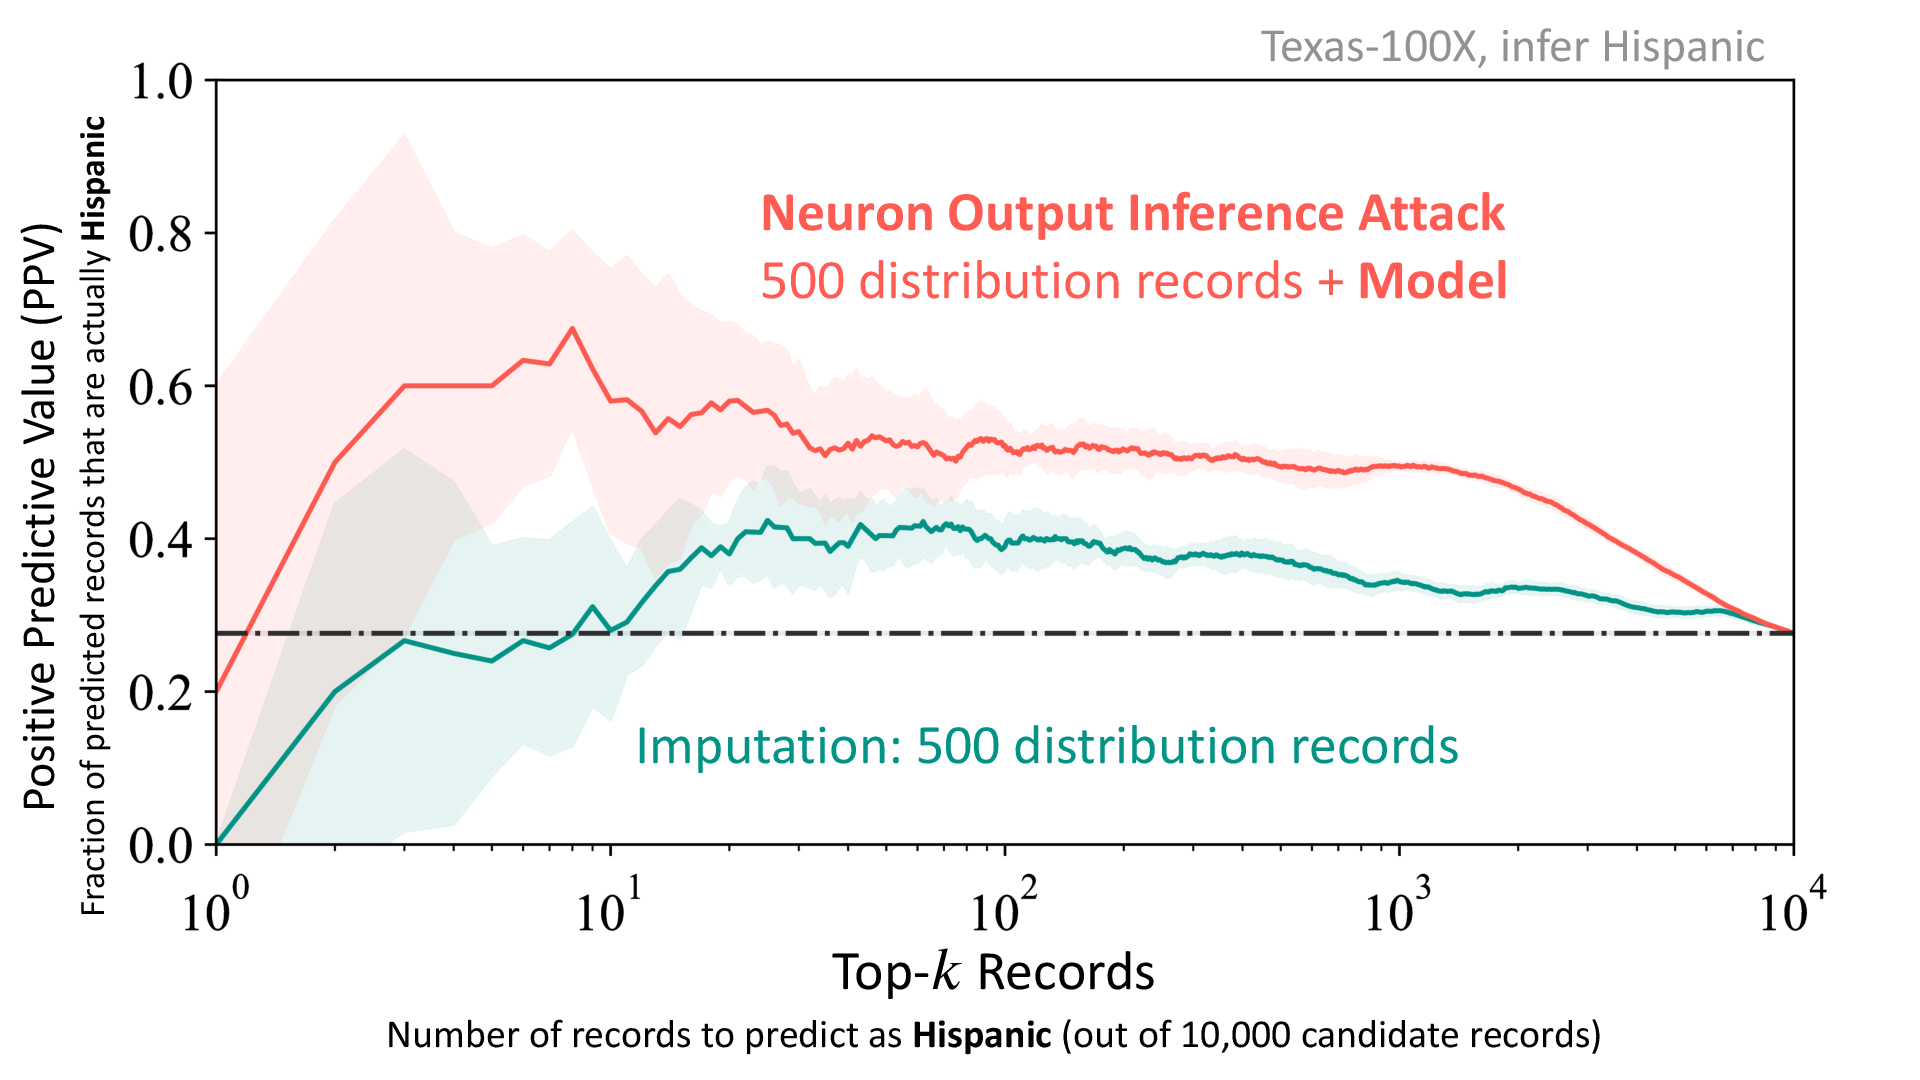 Texas-100X, infer Hispanic
Positive Predictive Value (PPV)
Fraction of predicted records that are actually Hispanic
1.0
0.8
0.6
0.4
0.2
0.0
Neuron Output Inference Attack
500 distribution records + Model
Imputation: 500 distribution records
10^0 10^1 10^2 10^3 10^4
Top-k Records
Number of records to predict as Hispanic (out of 10,000 candidate records)